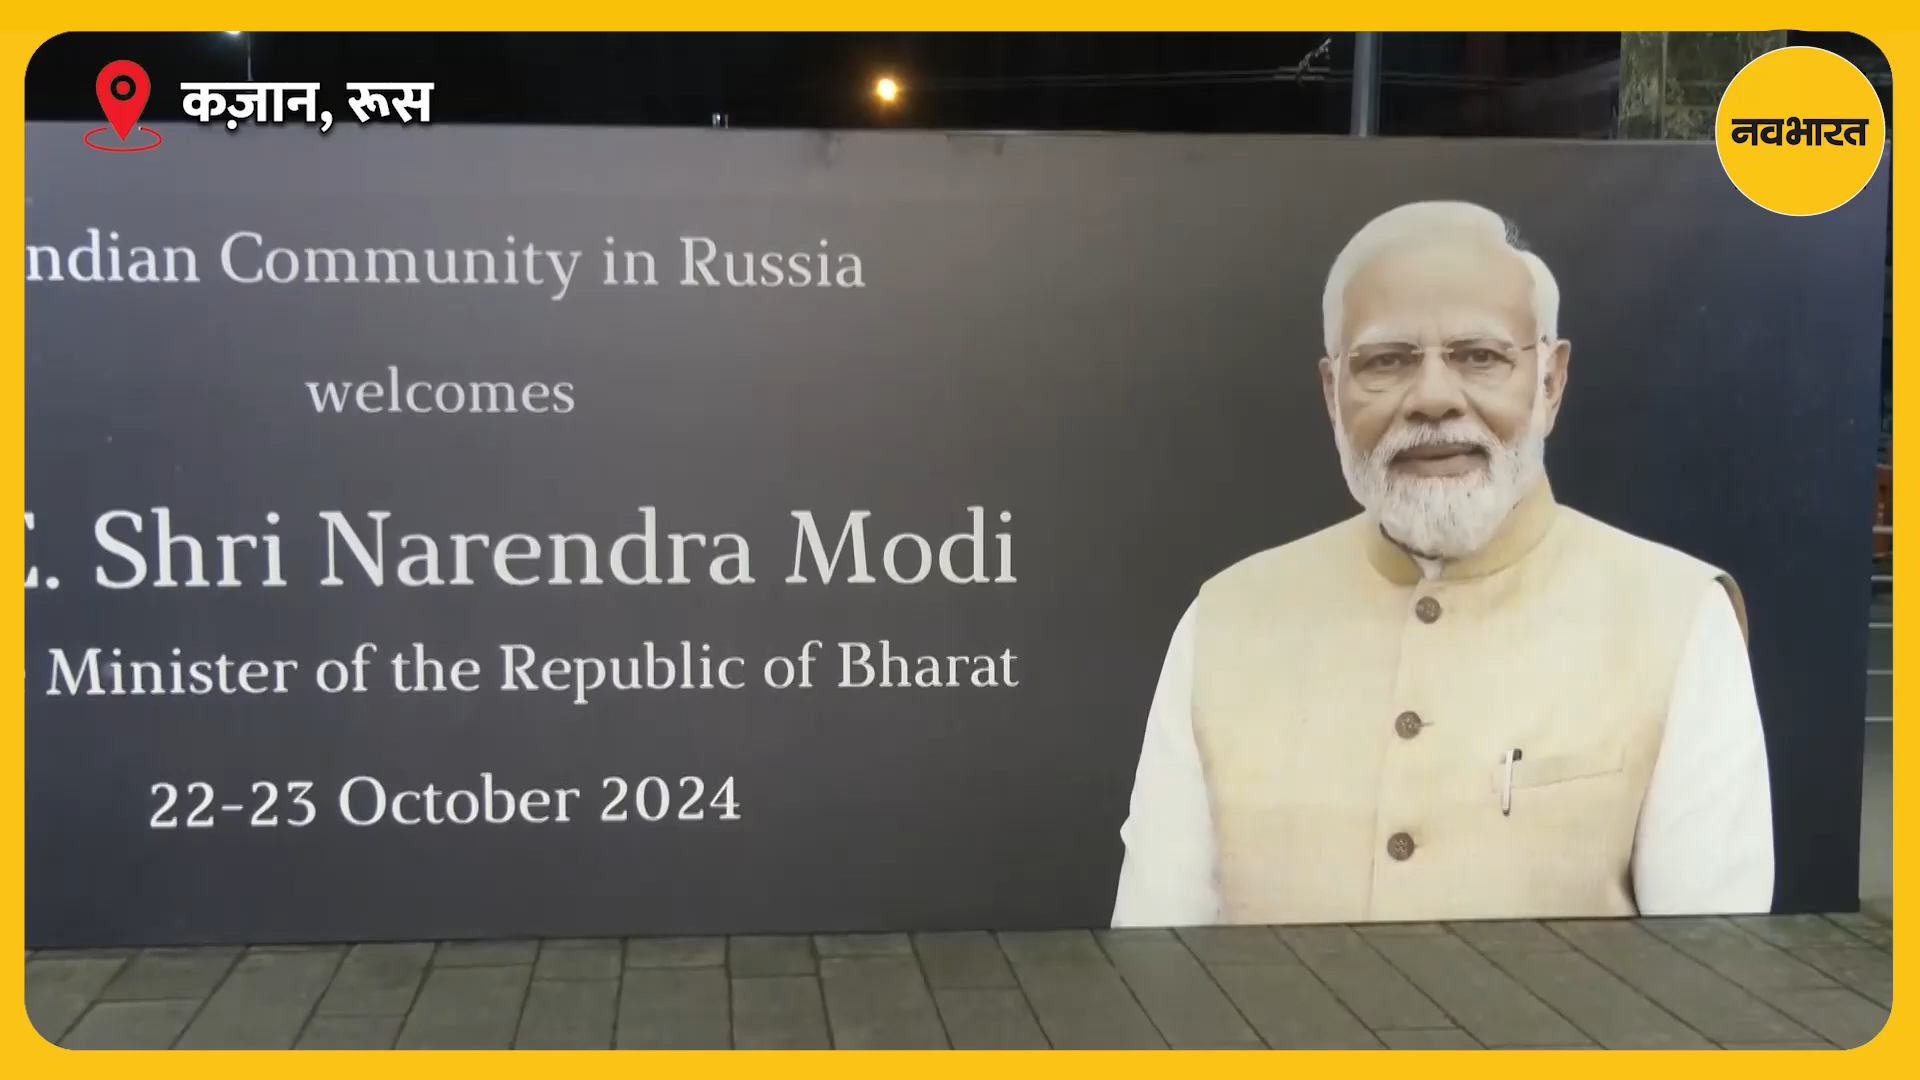 कज़ान, रूस
नवभारत
ndian Community in Russia
welcomes
E. Shri Narendra Modi
Minister of the Republic of Bharat
22-23 October 2024